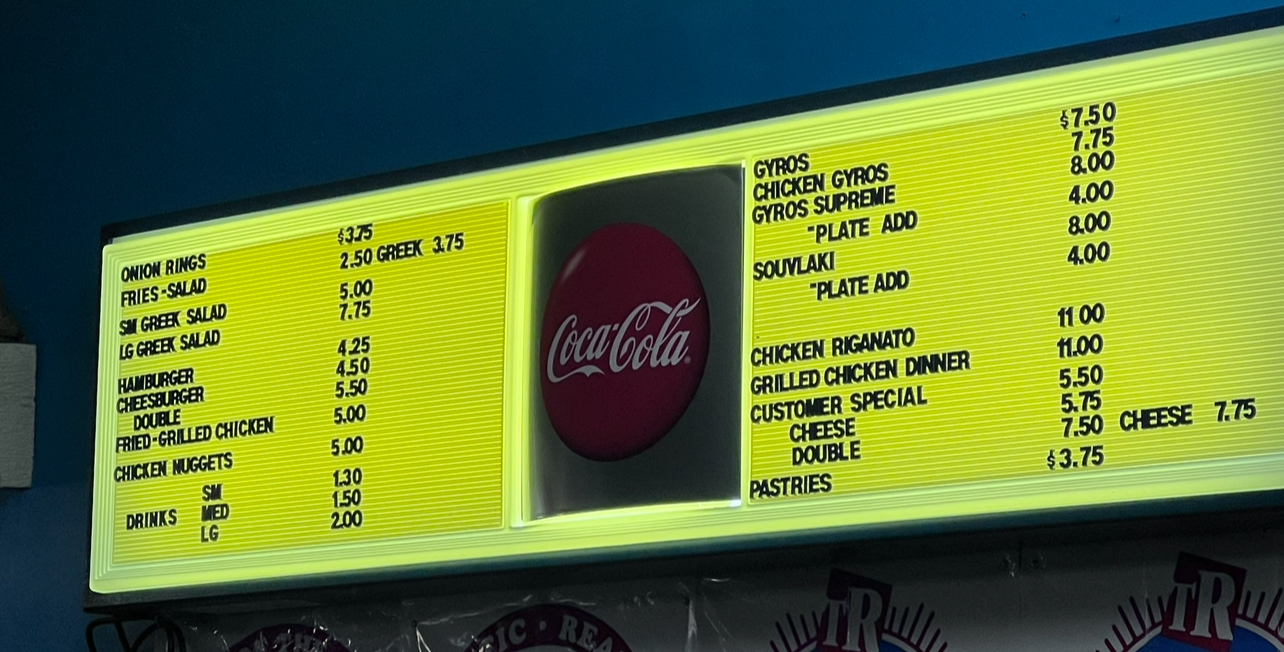 ONION RINGS $3.75
FRIES-SALAD 2.50 GREEK 3.75
SM GREEK SALAD 5.00
LG GREEK SALAD 7.75
HAMBURGER 4.25
CHEESBURGER 4.50
DOUBLE 5.50
FRIED-GRILLED CHICKEN 5.00
CHICKEN NUGGETS 5.00
SM 1.30
DRINKS MED 1.50
LG 2.00
Coca-Cola
GYROS $7.50
CHICKEN GYROS 7.75
GYROS SUPREME 8.00
"PLATE ADD 4.00
SOUVLAKI 8.00
"PLATE ADD 4.00
CHICKEN RIGANATO 11 00
GRILLED CHICKEN DINNER 11.00
CUSTOMER SPECIAL 5.50
CHEESE 5.75
DOUBLE 7.50 CHEESE 7.75
PASTRIES $3.75
TR
TR